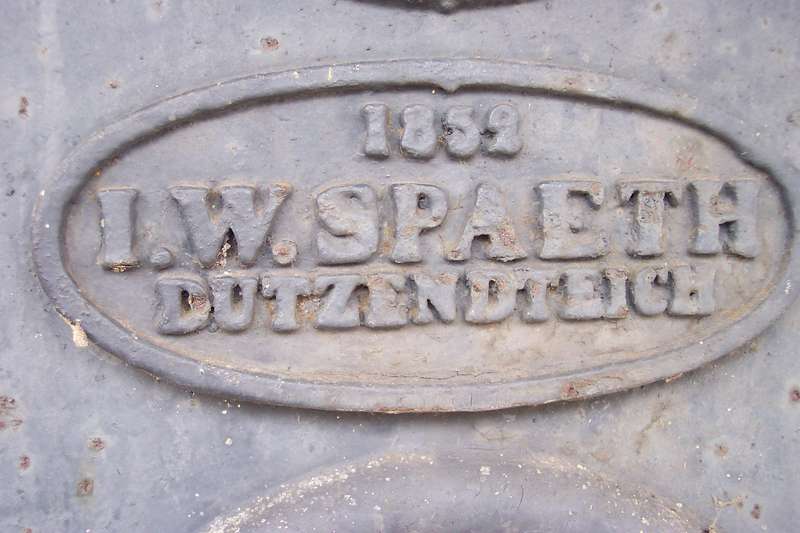 1859
I.W. SPAETH
DUTZENDTEICH